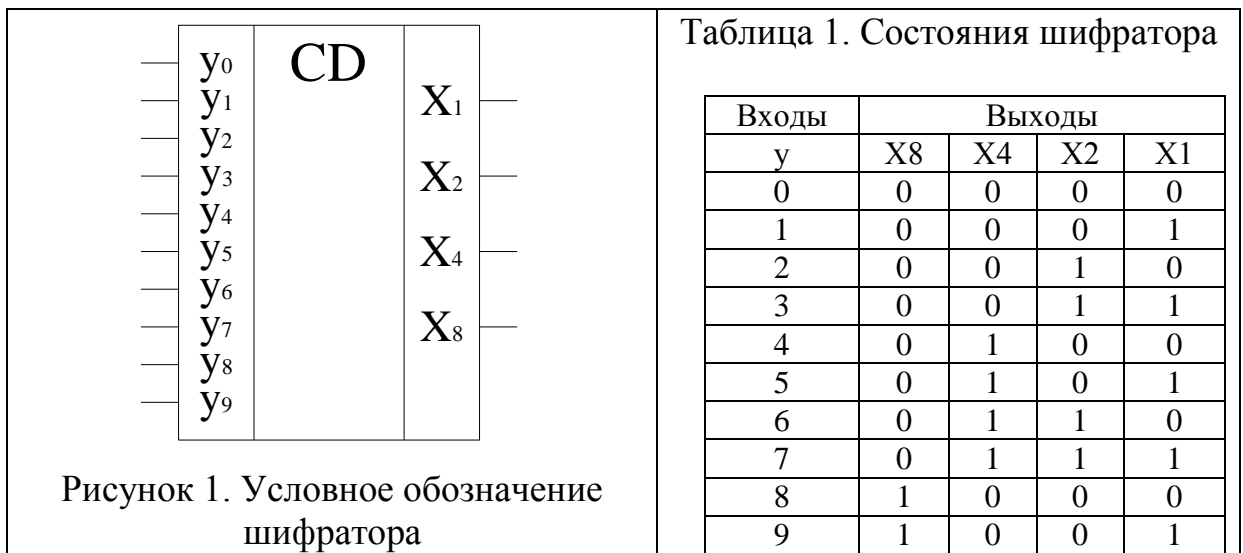 y0 CD
y1 X1
y2
y3 X2
y4
y5 X4
y6
y7 X8
y8
y9
Рисунок 1. Условное обозначение
шифратора
Таблица 1. Состояния шифратора
Входы Выходы
y X8 X4 X2 X1
0 0 0 0 0
1 0 0 0 1
2 0 0 1 0
3 0 0 1 1
4 0 1 0 0
5 0 1 0 1
6 0 1 1 0
7 0 1 1 1
8 1 0 0 0
9 1 0 0 1